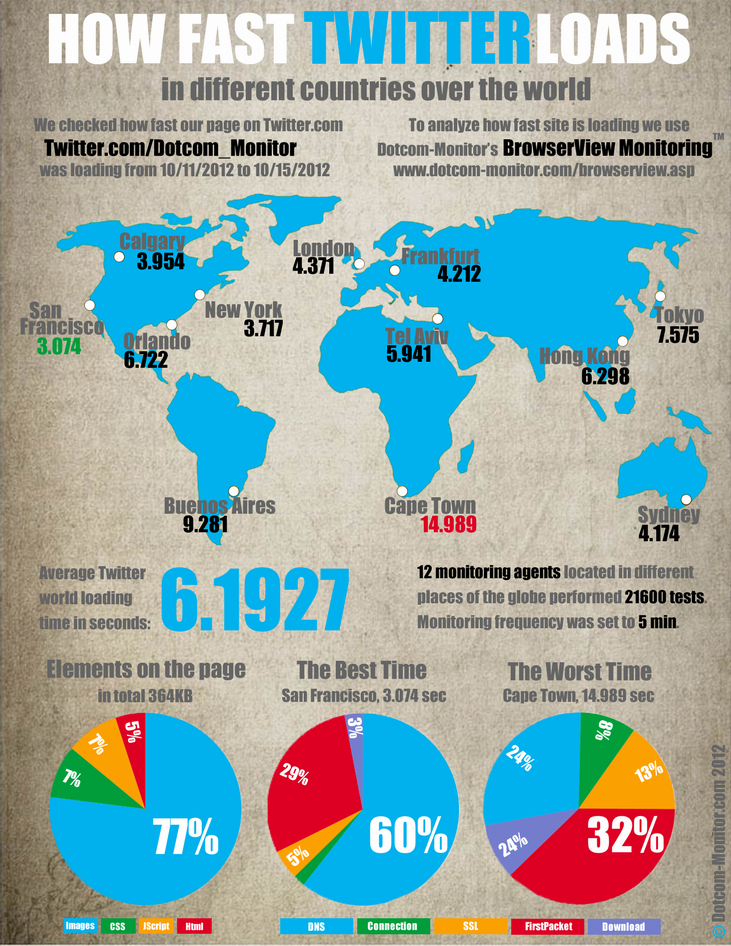 HOW FAST TWITTER LOADS
in different countries over the world
We checked how fast our page on Twitter.com
Twitter.com/Dotcom_Monitor
was loading from 10/11/2012 to 10/15/2012
To analyze how fast site is loading we use
Dotcom-Monitor's BrowserView Monitoring™
www.dotcom-monitor.com/browserview.asp
Calgary
3.954
London
4.371
Frankfurt
4.212
San
Francisco
3.074
New York
3.717
Orlando
6.722
Tel Aviv
5.941
Tokyo
7.575
Hong Kong
6.298
Buenos Aires
9.281
Cape Town
14.989
Sydney
4.174
Average Twitter
world loading
time in seconds:
6.1927
12 monitoring agents located in different
places of the globe performed 21600 tests.
Monitoring frequency was set to 5 min.
Elements on the page
in total 364KB
77%
7%
7%
5%
Images
CSS
JScript
Html
The Best Time
San Francisco, 3.074 sec
60%
5%
29%
3%
The Worst Time
Cape Town, 14.989 sec
24%
8%
13%
32%
24%
DNS
Connection
SSL
FirstPacket
Download
© Dotcom-Monitor.com 2012